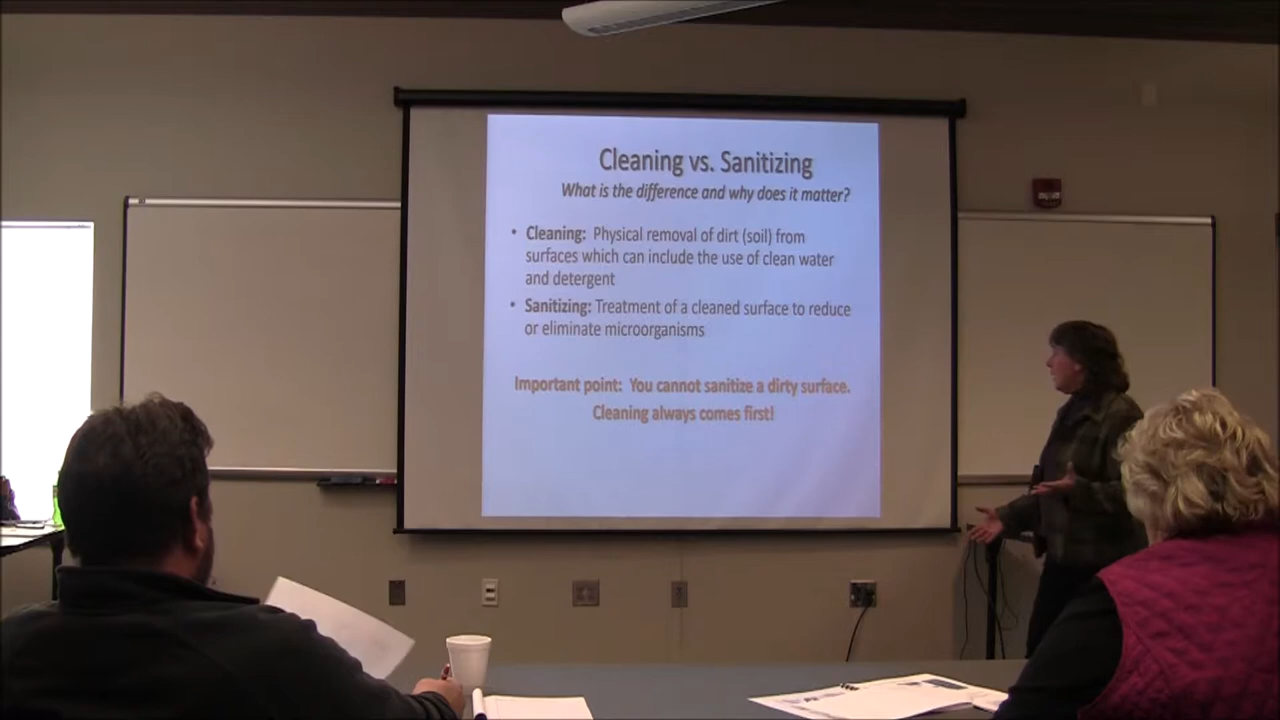 Cleaning vs. Sanitizing
What is the difference and why does it matter?
• Cleaning: Physical removal of dirt (soil) from
surfaces which can include the use of clean water
and detergent
• Sanitizing: Treatment of a cleaned surface to reduce
or eliminate microorganisms
Important point: You cannot sanitize a dirty surface.
Cleaning always comes first!